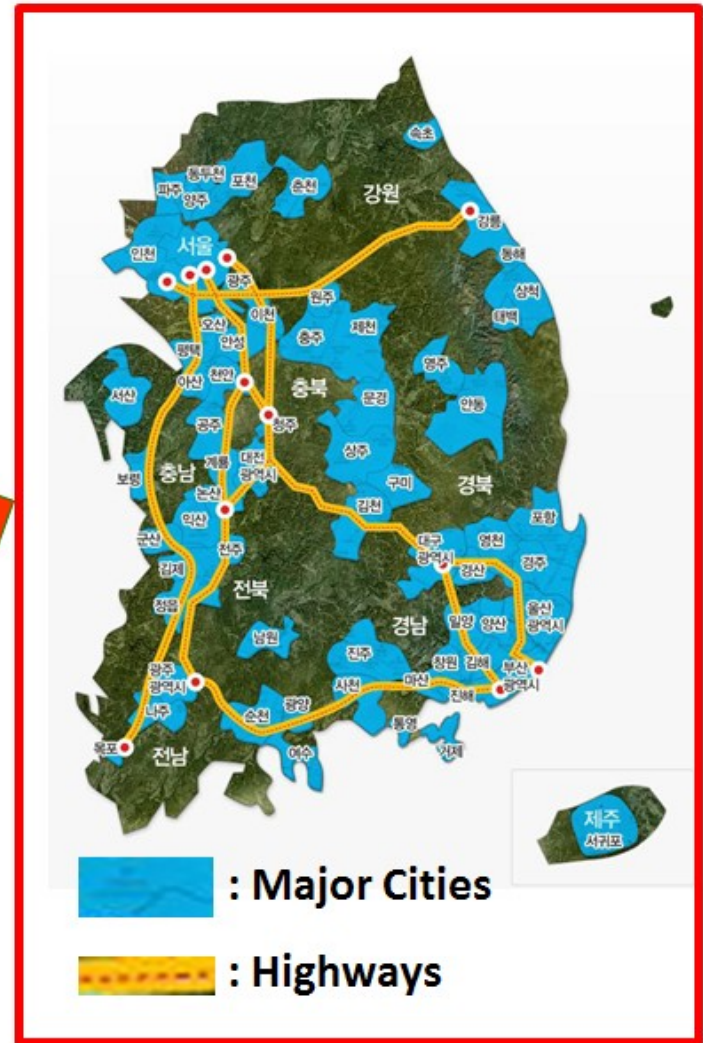 속초
동두천
포천
춘천
파주
양주
강원
강릉
인천
서울
동해
광주
삼척
원주
태백
오산
이천
안성
충주
제천
평택
영주
아산
천안
충북
서산
문경
안동
공주
청주
상주
계룡
대전
광역시
충남
보령
구미
경북
논산
익산
김천
포항
군산
전주
대구
광역시
영천
경주
경산
김제
전북
울산
광역시
정읍
경남
밀양
양산
남원
진주
광주
광역시
창원
김해
부산
광역시
마산
사천
진해
나주
순천
광양
통영
거제
여수
목포
전남
제주
서귀포
: Major Cities
: Highways